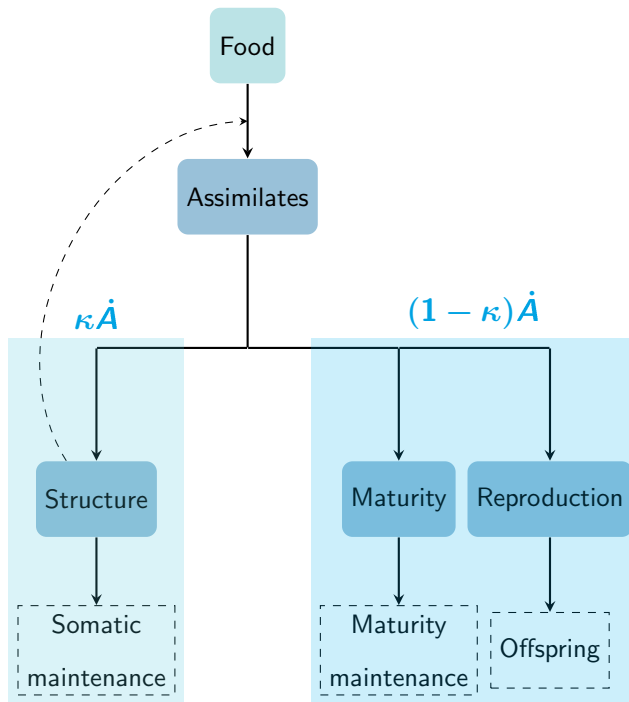 Food
Assimilates
κȦ
(1 − κ)Ȧ
Structure
Maturity
Reproduction
Somatic
maintenance
Maturity
maintenance
Offspring